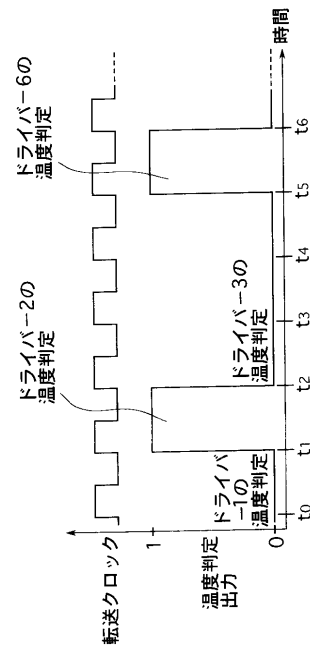 ドライバー2の
温度判定
ドライバー6の
温度判定
転送クロック
1
温度判定
出力
0
ドライバ
ー1の
温度判定
ドライバー3の
温度判定
t0
t1
t2
t3
t4
t5
t6
時間